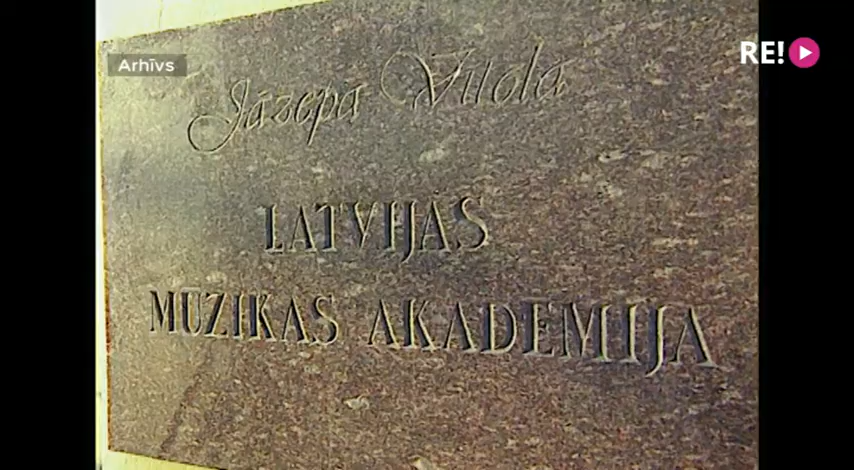 Arhīvs
RE!
Jāzepa Vītola
LATVIJAS
MŪZIKAS AKADĒMIJA